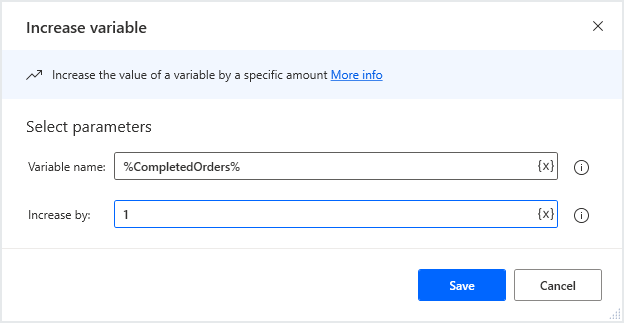 Increase variable
Increase the value of a variable by a specific amount More info
Select parameters
Variable name: %CompletedOrders% {x}
Increase by: 1 {x}
Save Cancel